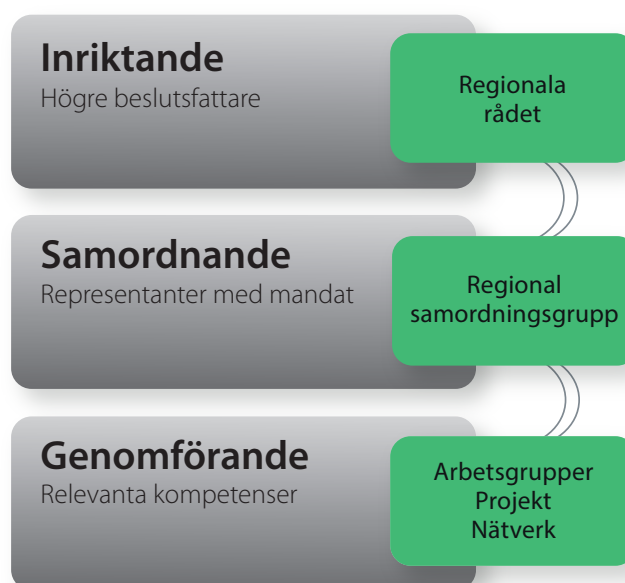 Inriktande
Högre beslutsfattare
Regionala
rådet
Samordnande
Representanter med mandat
Regional
samordningsgrupp
Genomförande
Relevanta kompetenser
Arbetsgrupper
Projekt
Nätverk